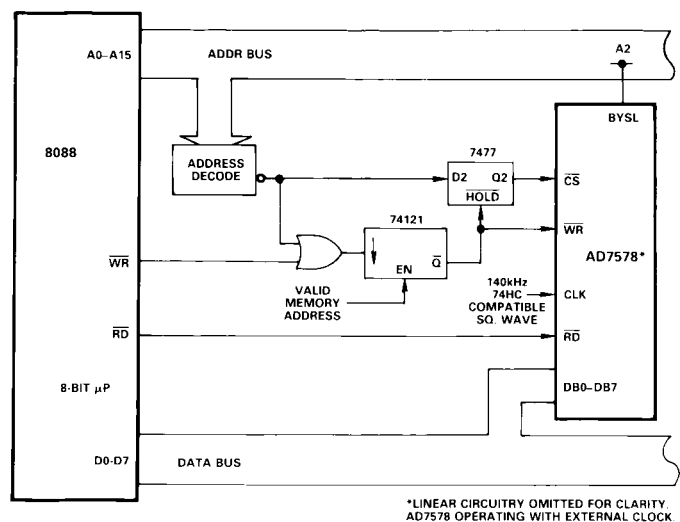 A0–A15
ADDR BUS
A2
BYSL
8088
ADDRESS
DECODE
7477
D2 Q2
HOLD
CS
74121
WR
WR
Q
EN
AD7578*
VALID
MEMORY
ADDRESS
140kHz
74HC
COMPATIBLE
SQ. WAVE
CLK
RD
RD
8-BIT μP
DB0–DB7
D0-D7
DATA BUS
*LINEAR CIRCUITRY OMITTED FOR CLARITY.
AD7578 OPERATING WITH EXTERNAL CLOCK.